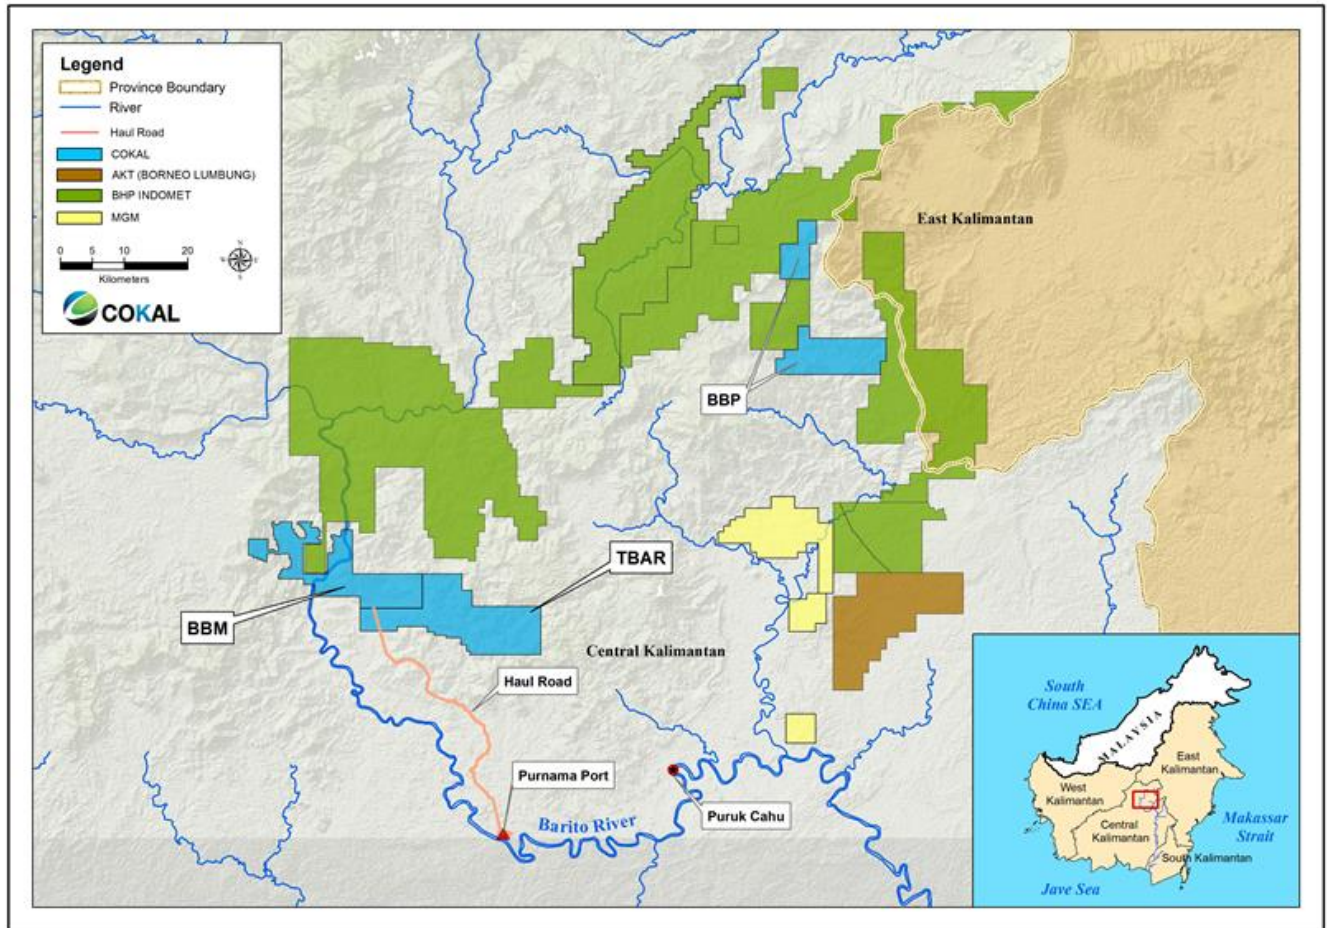 Legend
Province Boundary
River
Haul Road
COKAL
AKT (BORNEO LUMBUNG)
BHP INDOMET
MGM
0 5 10 20
Kilometers
N
W E
S
COKAL
East Kalimantan
BBP
TBAR
BBM
Central Kalimantan
Haul Road
Purnama Port
Barito River
Puruk Cahu
South
China SEA
MALAYSIA
East
Kalimantan
West
Kalimantan
Central
Kalimantan
Makassar
Strait
South Kalimantan
Jave Sea